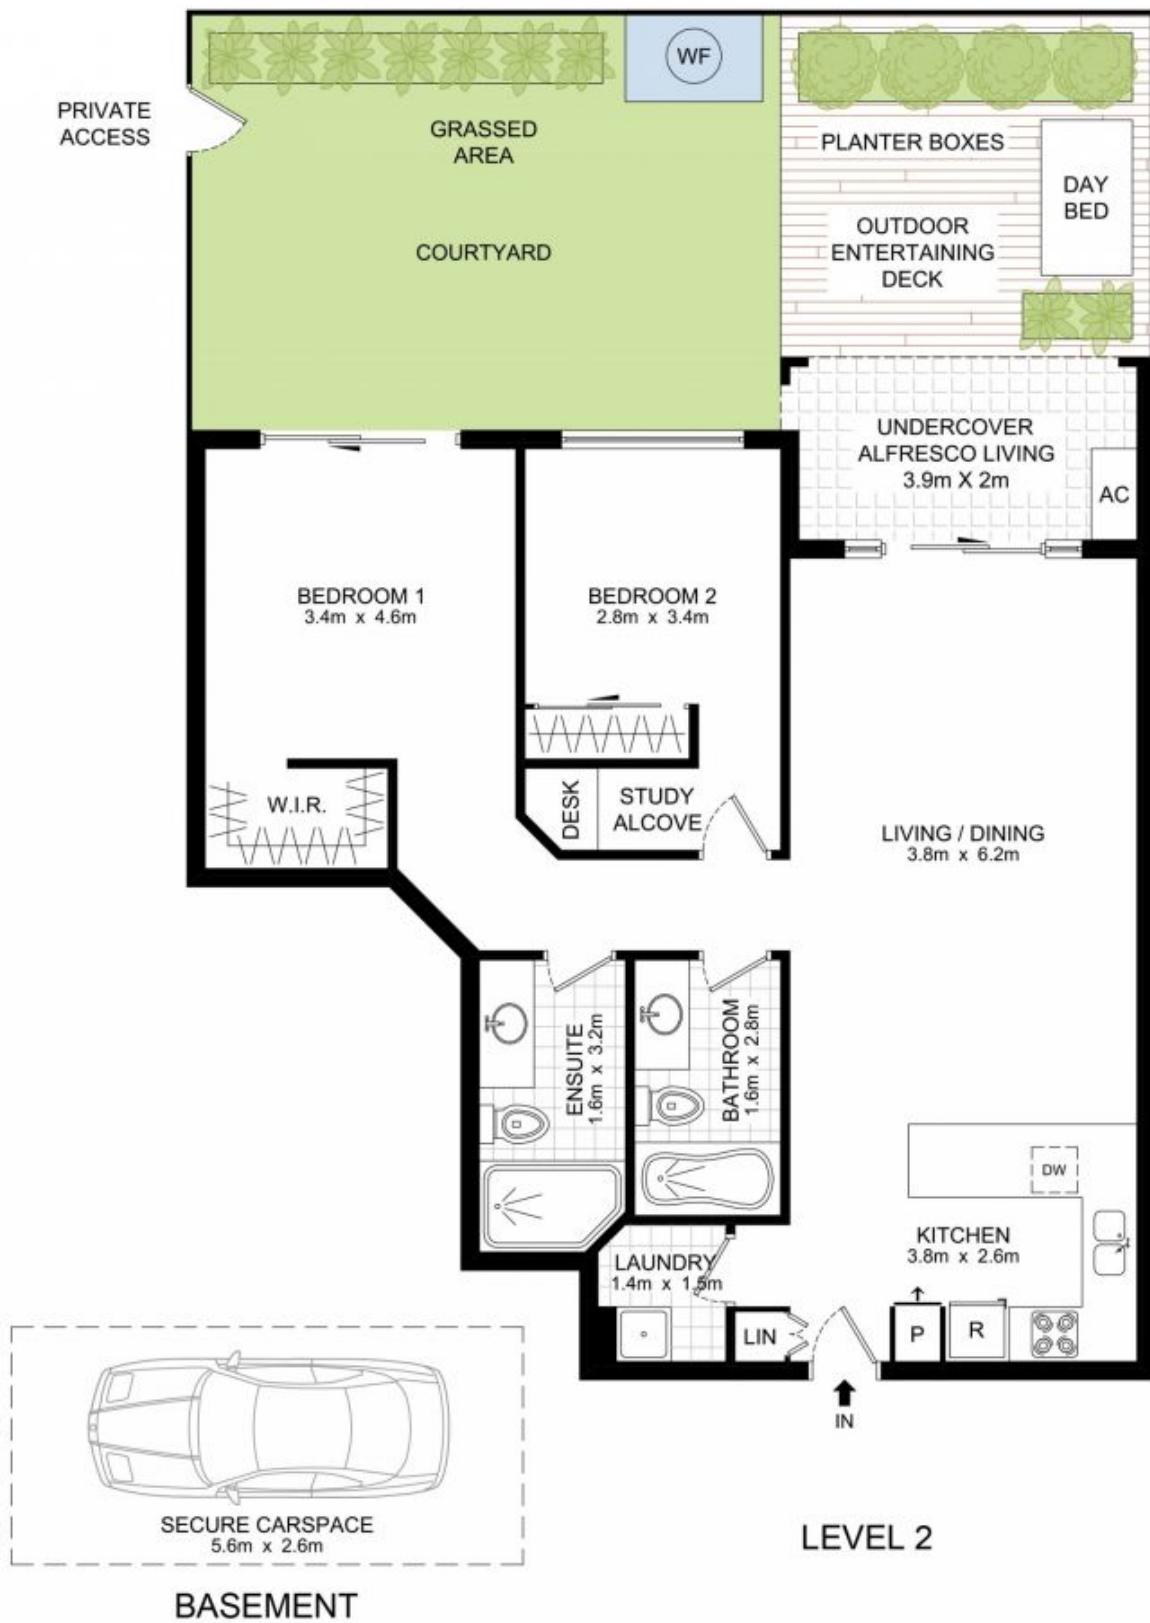 WF
PRIVATE
ACCESS
GRASSED
AREA
PLANTER BOXES
DAY
BED
COURTYARD
OUTDOOR
ENTERTAINING
DECK
UNDERCOVER
ALFRESCO LIVING
3.9m X 2m
AC
BEDROOM 1
3.4m x 4.6m
BEDROOM 2
2.8m x 3.4m
W.I.R.
DESK
STUDY
ALCOVE
LIVING / DINING
3.8m x 6.2m
ENSUITE
1.6m x 3.2m
BATHROOM
1.6m x 2.8m
DW
KITCHEN
3.8m x 2.6m
LAUNDRY
1.4m x 1.5m
LIN
P
R
IN
SECURE CARSPACE
5.6m x 2.6m
LEVEL 2
BASEMENT